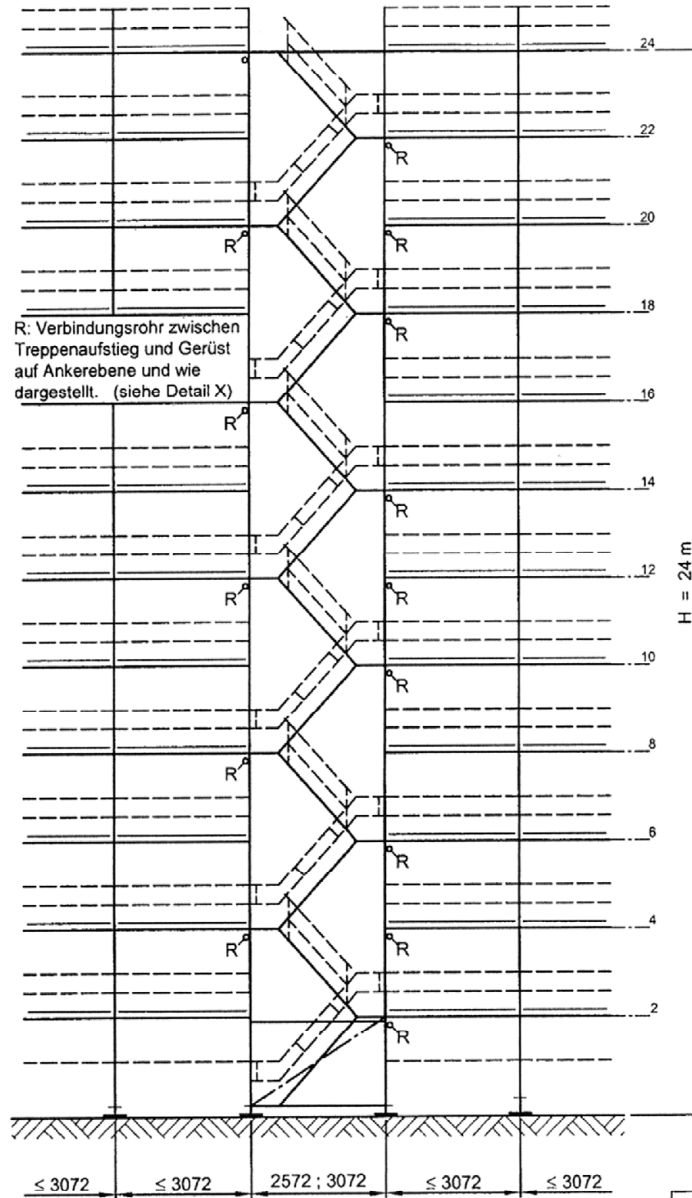 24
22
R
20
R
R
18
R
R: Verbindungsrohr zwischen
Treppenaufstieg und Gerüst
auf Ankerebene und wie
dargestellt. (siehe Detail X)
16
R
14
R
12
R
R
H = 24 m
10
R
8
R
6
R
4
R
R
2
R
≤ 3072
≤ 3072
2572 ; 3072
≤ 3072
≤ 3072